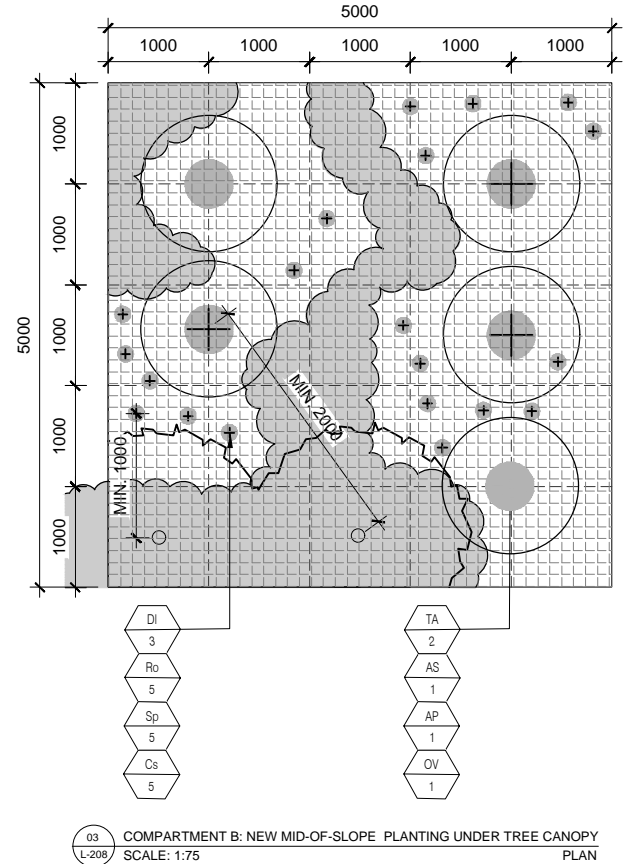 5000
1000 1000 1000 1000 1000
5000
1000
1000
1000
1000
1000
MIN. 2000
MIN. 1000
DI
3
Ro
5
Sp
5
Cs
5
TA
2
AS
1
AP
1
OV
1
03 COMPARTMENT B: NEW MID-OF-SLOPE PLANTING UNDER TREE CANOPY
L-208 SCALE: 1:75 PLAN